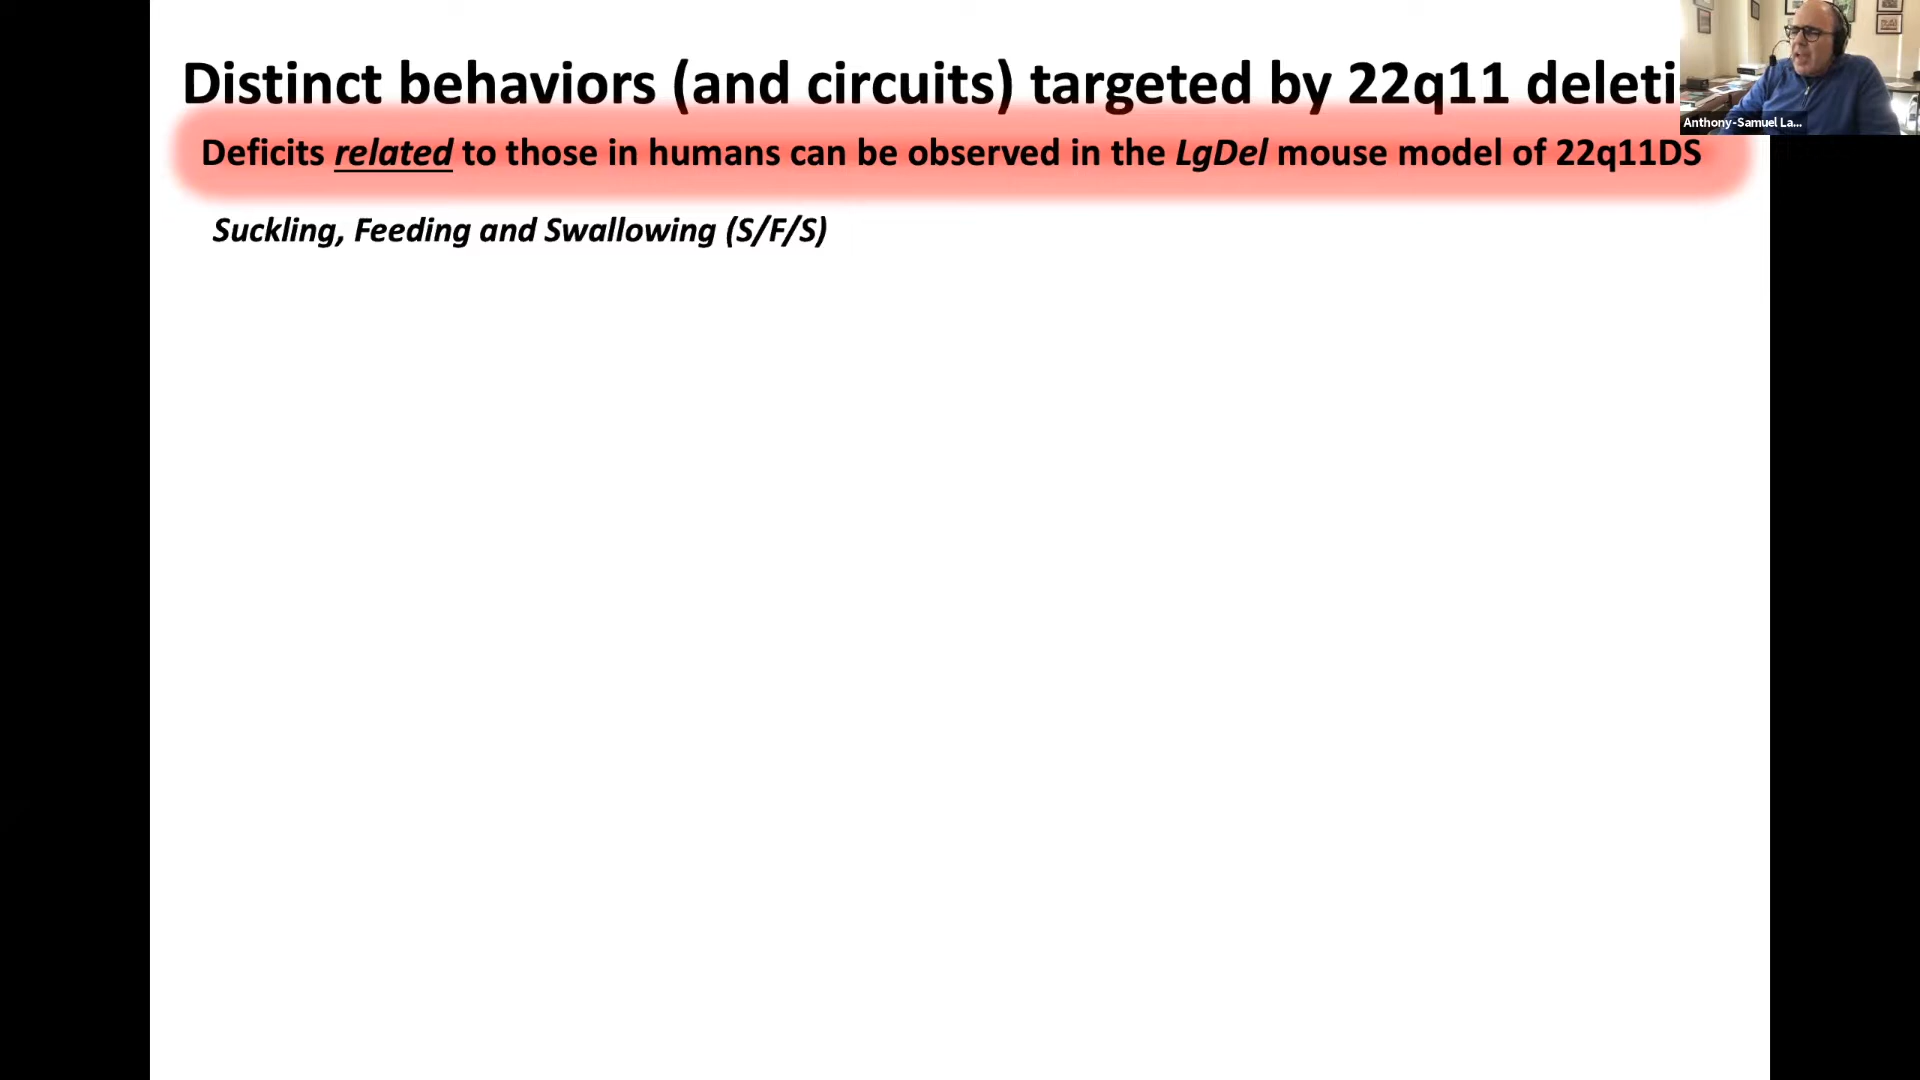 Distinct behaviors (and circuits) targeted by 22q11 deleti
Deficits related to those in humans can be observed in the LgDel mouse model of 22q11DS
Suckling, Feeding and Swallowing (S/F/S)
Anthony-Samuel La...